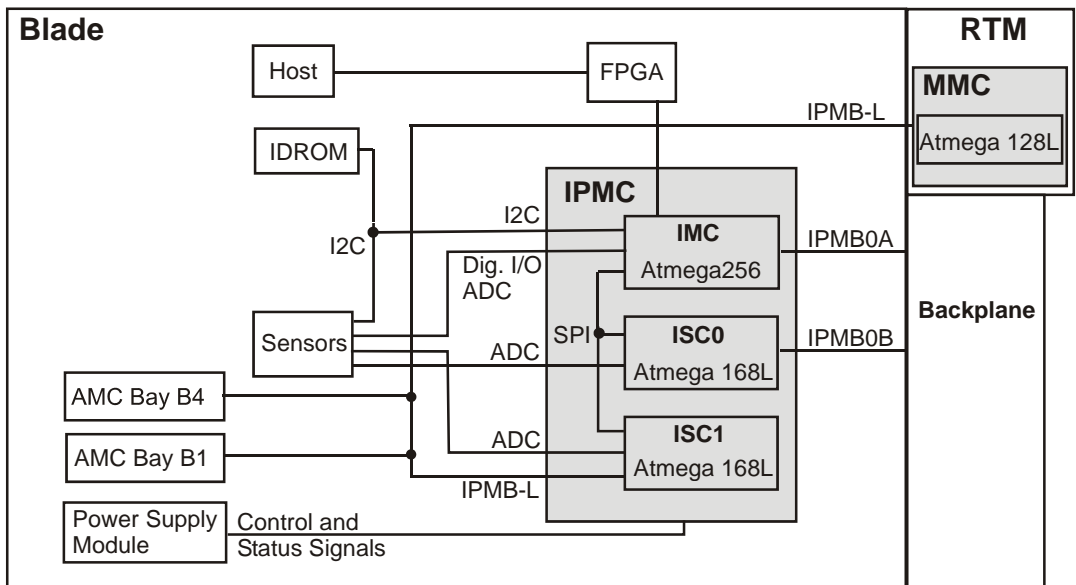 Blade
RTM
Host
FPGA
MMC
IPMB-L
Atmega 128L
IDROM
IPMC
I2C
IMC
IPMB0A
I2C
Dig. I/O
Atmega256
ADC
Backplane
Sensors
SPI
ISC0
IPMB0B
ADC
Atmega 168L
AMC Bay B4
ISC1
ADC
AMC Bay B1
Atmega 168L
IPMB-L
Power Supply
Module
Control and
Status Signals